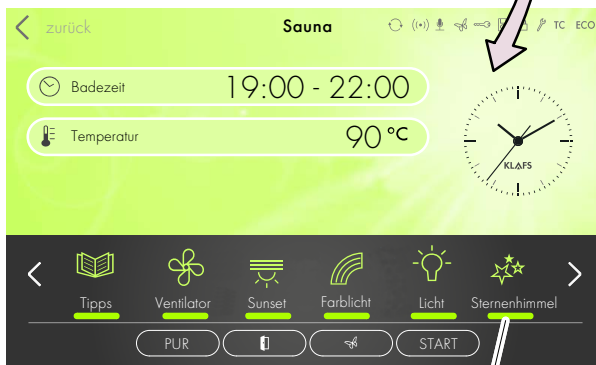 zurück Sauna TC ECO
Badezeit 19:00 - 22:00
Temperatur 90 °C
KLAFS
Tipps Ventilator Sunset Farblicht Licht Sternenhimmel
PUR START